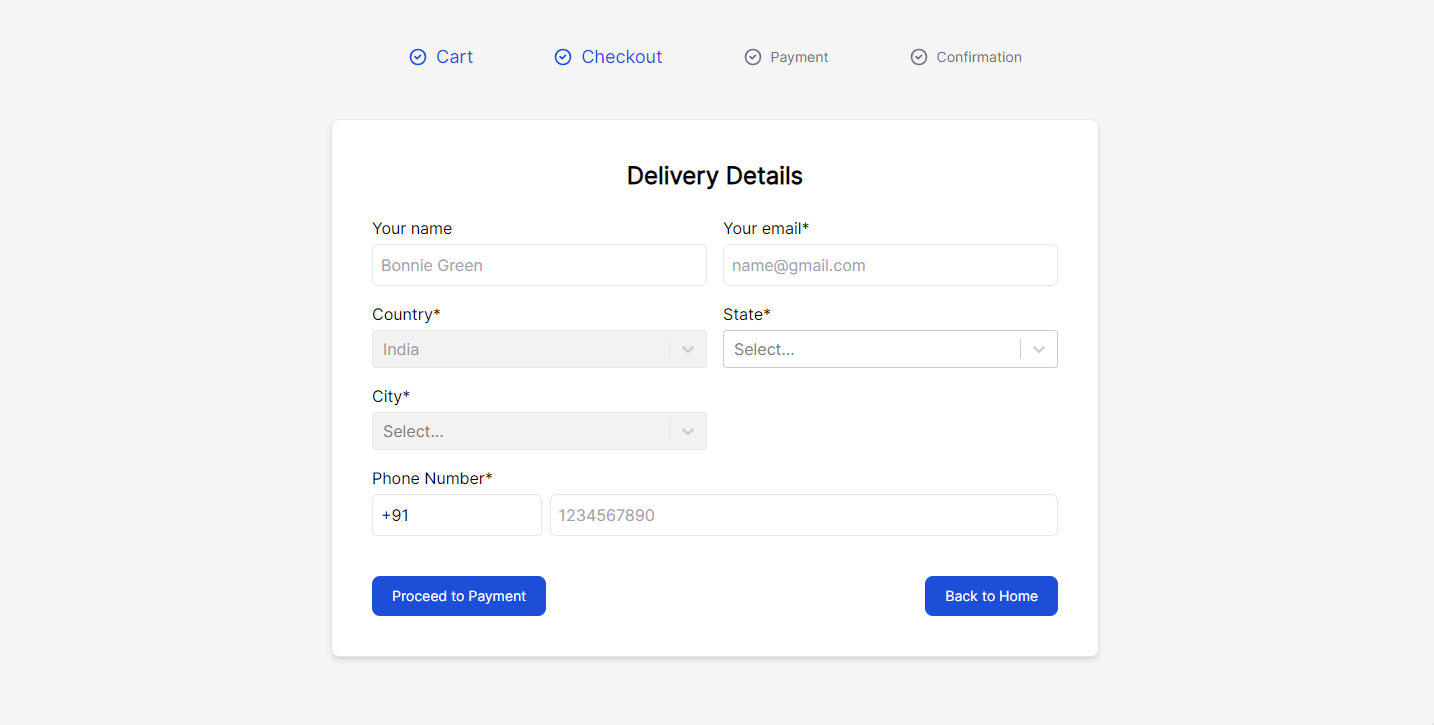 Cart Checkout Payment Confirmation
Delivery Details
Your name Your email*
Bonnie Green name@gmail.com
Country* State*
India Select...
City*
Select...
Phone Number*
+91 1234567890
Proceed to Payment Back to Home